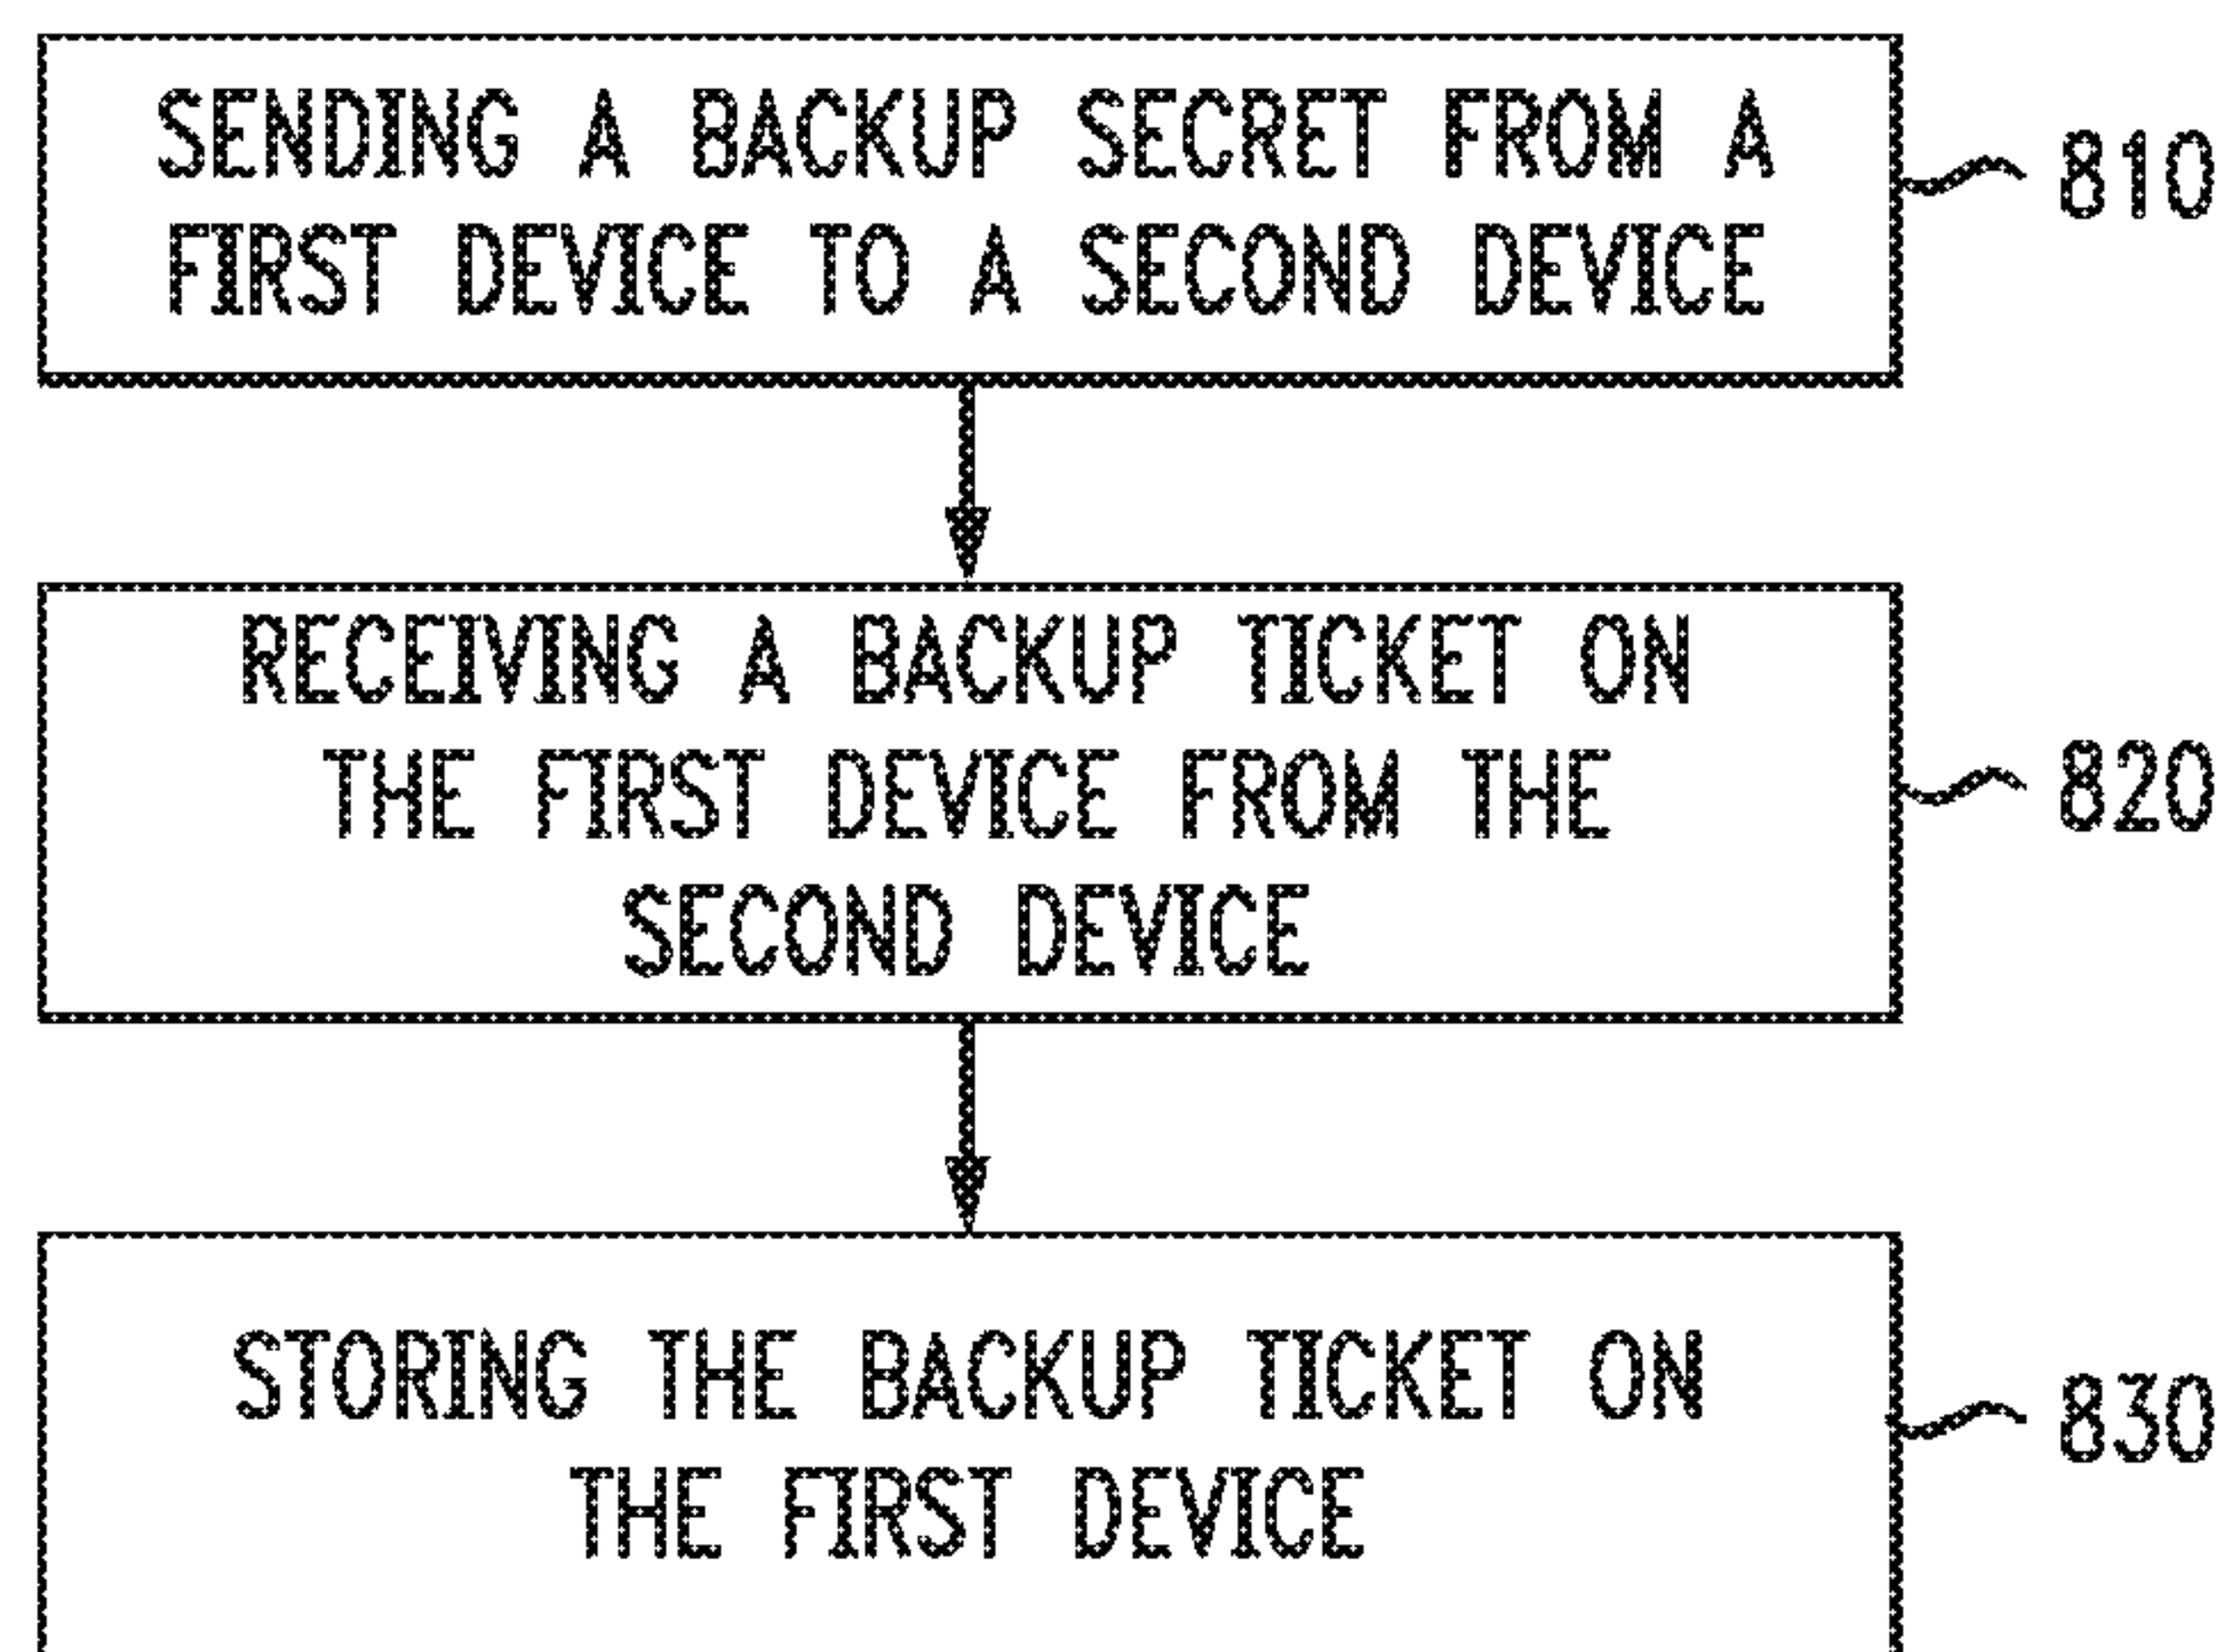 SENDING A BACKUP SECRET FROM A
FIRST DEVICE TO A SECOND DEVICE
810
RECEIVING A BACKUP TICKET ON
THE FIRST DEVICE FROM THE
SECOND DEVICE
820
STORING THE BACKUP TICKET ON
THE FIRST DEVICE
830